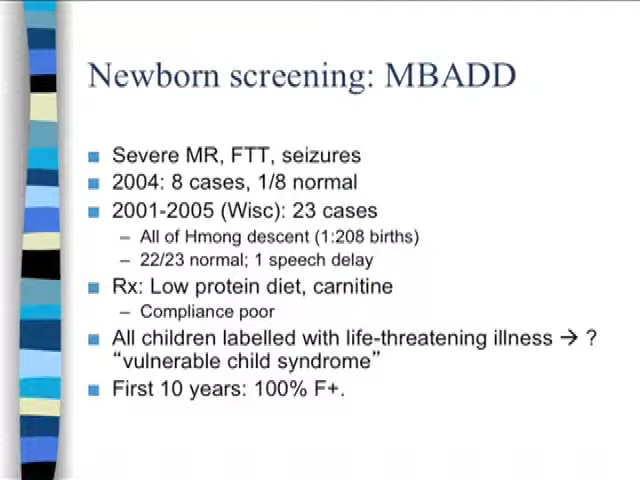 Newborn screening: MBADD
Severe MR, FTT, seizures
2004: 8 cases, 1/8 normal
2001-2005 (Wisc): 23 cases
– All of Hmong descent (1:208 births)
– 22/23 normal; 1 speech delay
Rx: Low protein diet, carnitine
– Compliance poor
All children labelled with life-threatening illness → ?
“vulnerable child syndrome”
First 10 years: 100% F+.